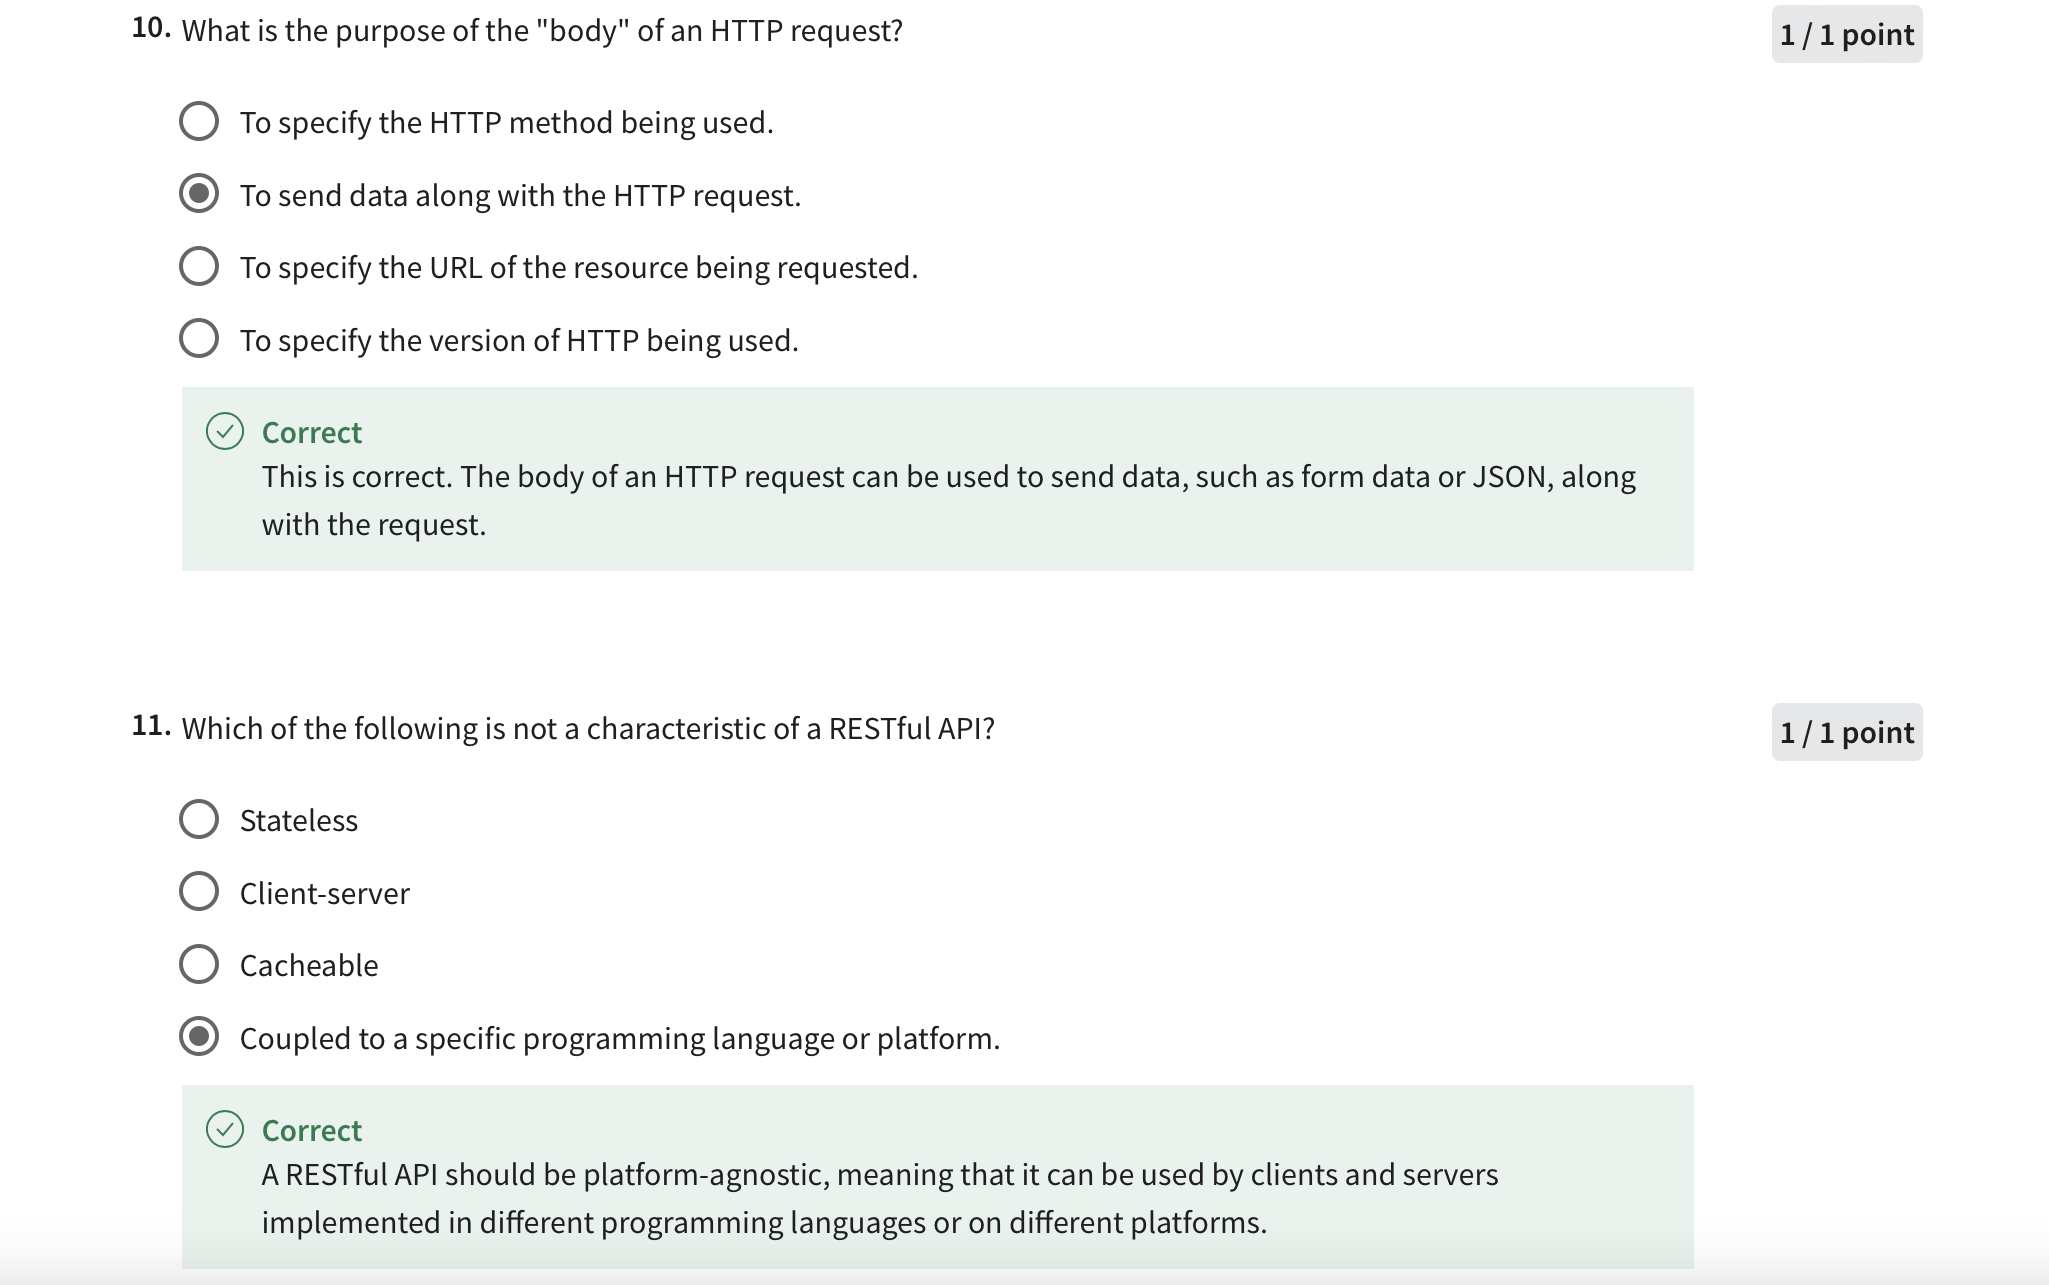 10. What is the purpose of the "body" of an HTTP request?
1 / 1 point
To specify the HTTP method being used.
To send data along with the HTTP request.
To specify the URL of the resource being requested.
To specify the version of HTTP being used.
Correct
This is correct. The body of an HTTP request can be used to send data, such as form data or JSON, along
with the request.
11. Which of the following is not a characteristic of a RESTful API?
1 / 1 point
Stateless
Client-server
Cacheable
Coupled to a specific programming language or platform.
Correct
A RESTful API should be platform-agnostic, meaning that it can be used by clients and servers
implemented in different programming languages or on different platforms.